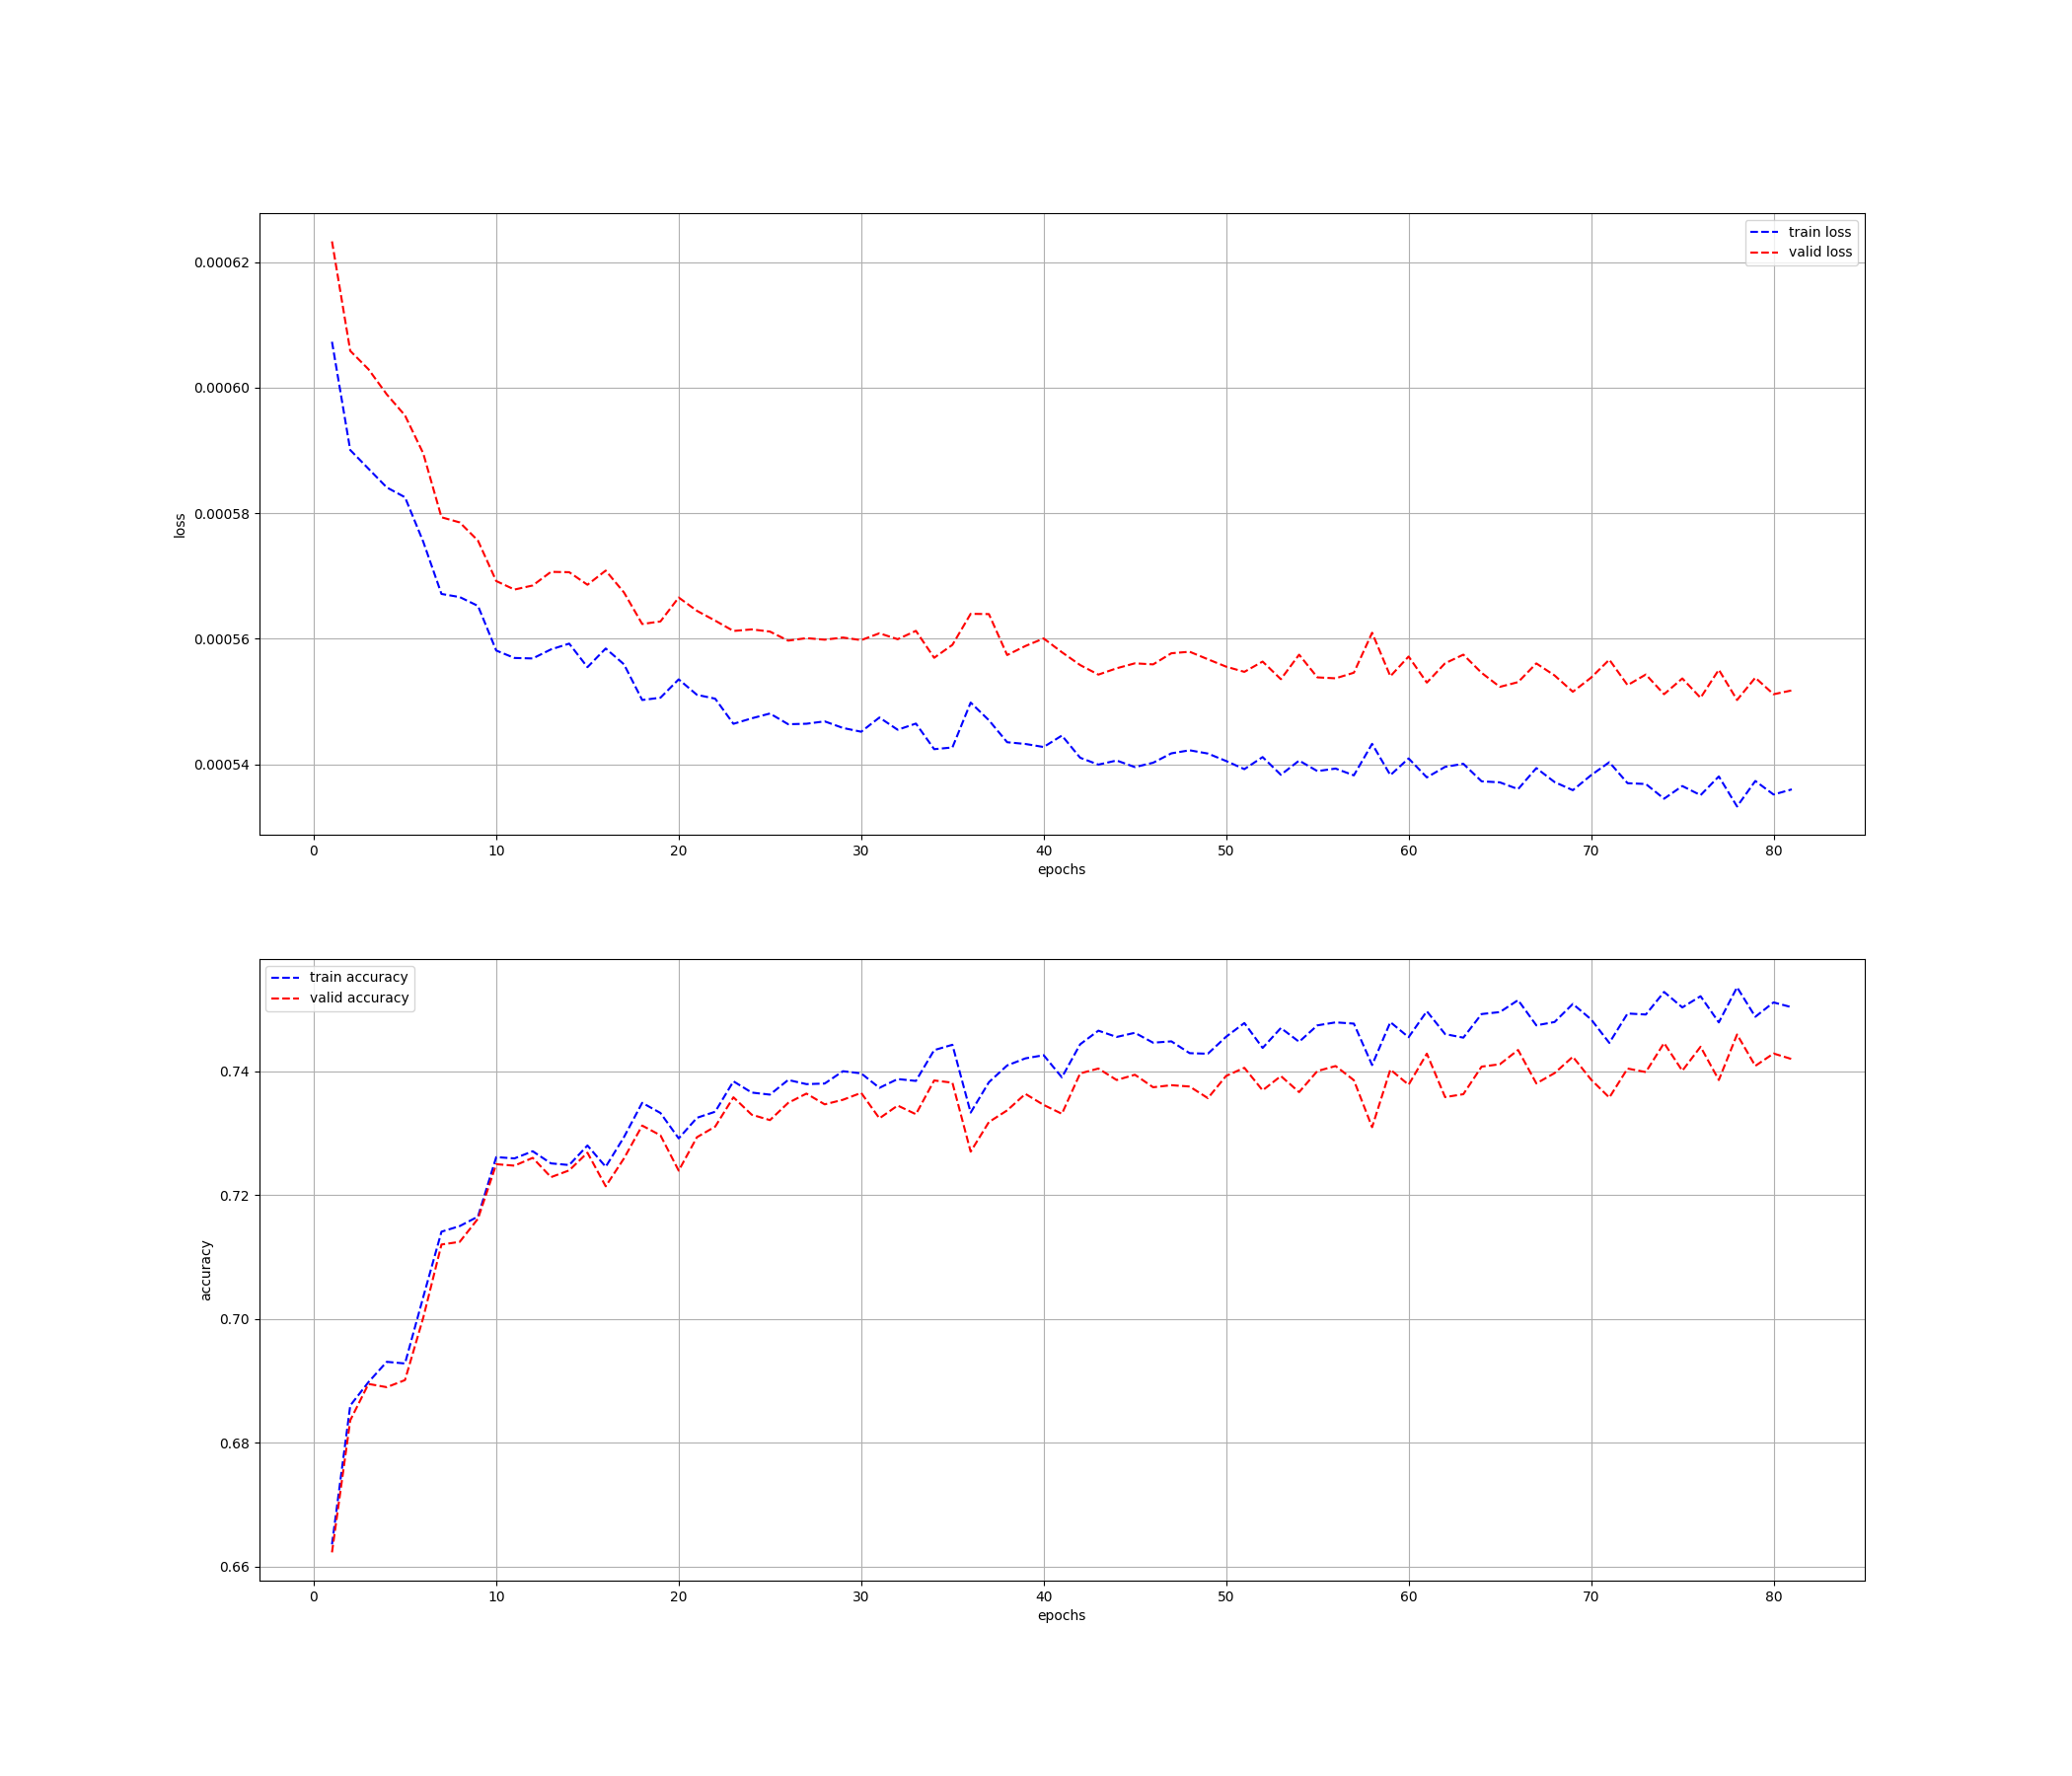 train loss
valid loss
0.00062
0.00060
0.00058
0.00056
0.00054
loss
0 10 20 30 40 50 60 70 80
epochs
train accuracy
valid accuracy
0.74
0.72
0.70
0.68
0.66
accuracy
0 10 20 30 40 50 60 70 80
epochs